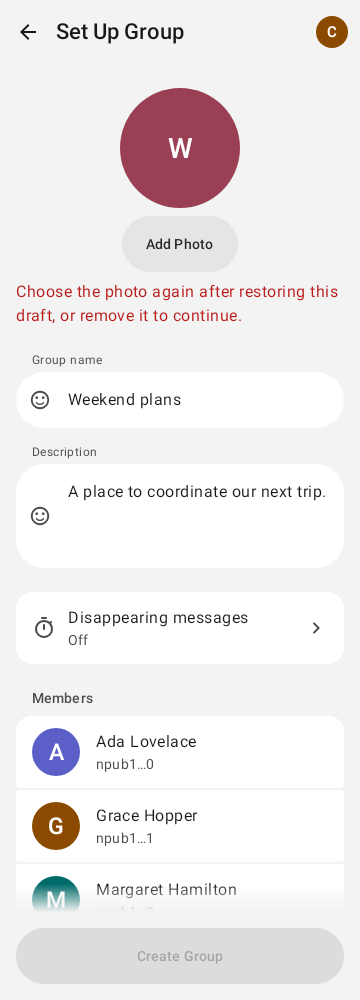 Set Up Group
C
W
Add Photo
Choose the photo again after restoring this
draft, or remove it to continue.
Group name
Weekend plans
Description
A place to coordinate our next trip.
Disappearing messages
Off
Members
A
Ada Lovelace
npub1…0
G
Grace Hopper
npub1…1
M
Margaret Hamilton
Create Group